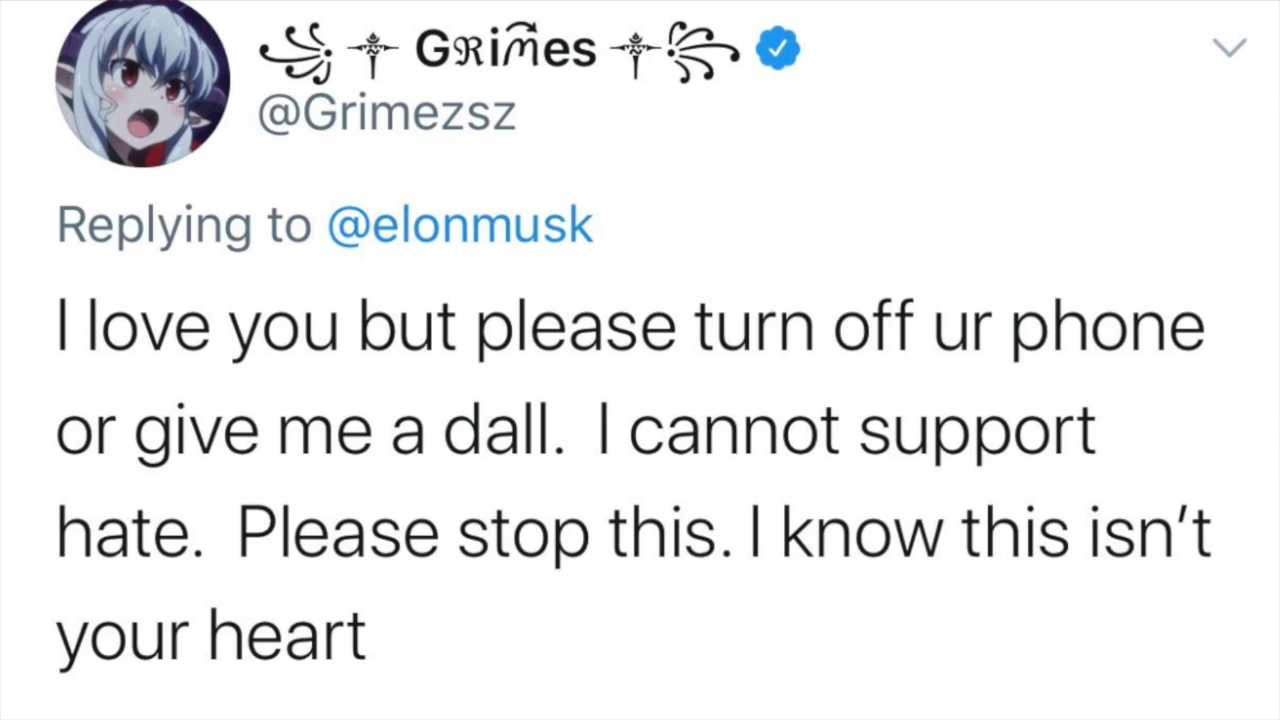 ꧁ ༒ Gℜiɱes ༒꧂
@Grimezsz
Replying to @elonmusk
I love you but please turn off ur phone
or give me a dall.  I cannot support
hate.  Please stop this. I know this isn’t
your heart